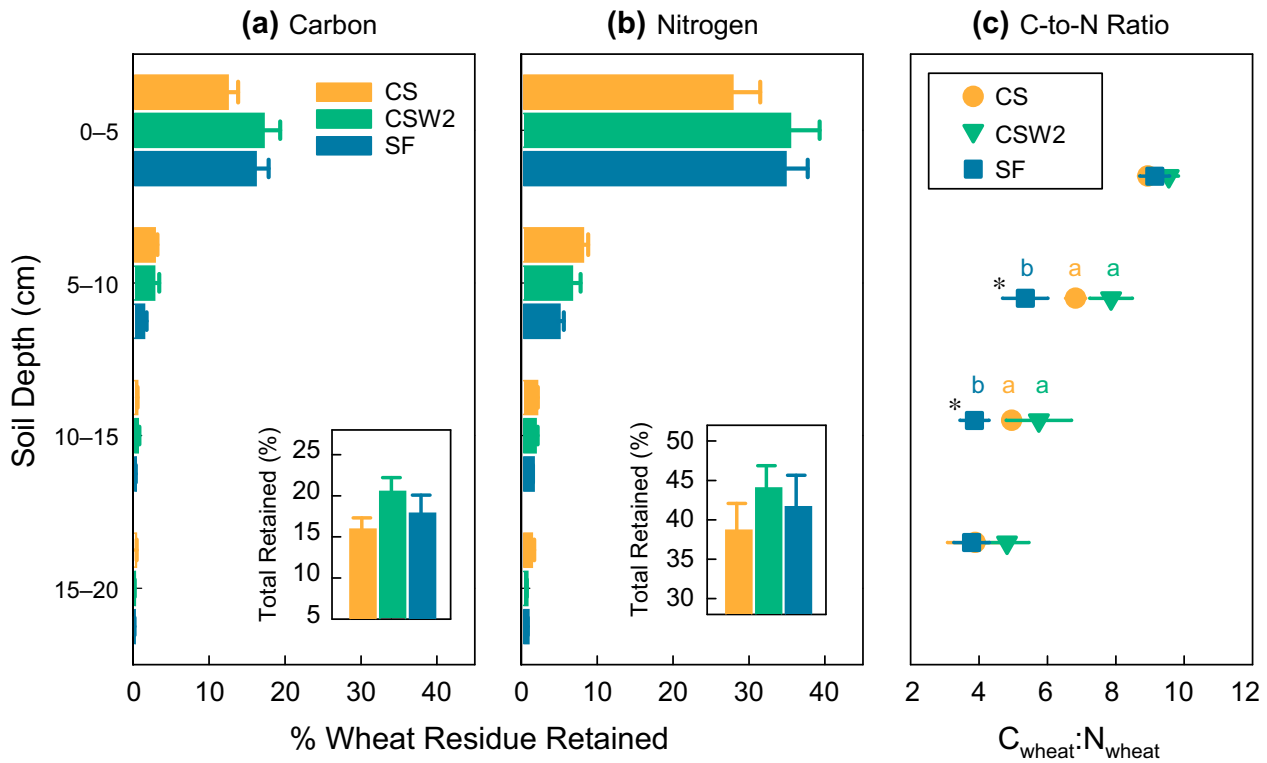 (a) Carbon
(b) Nitrogen
(c) C-to-N Ratio
Soil Depth (cm)
0–5
5–10
10–15
15–20
CS
CSW2
SF
Total Retained (%)
25
20
15
10
5
0 10 20 30 40
Total Retained (%)
50
45
40
35
30
0 10 20 30 40
% Wheat Residue Retained
CS
CSW2
SF
* b a a
* b a a
2 4 6 8 10 12
Cwheat:Nwheat